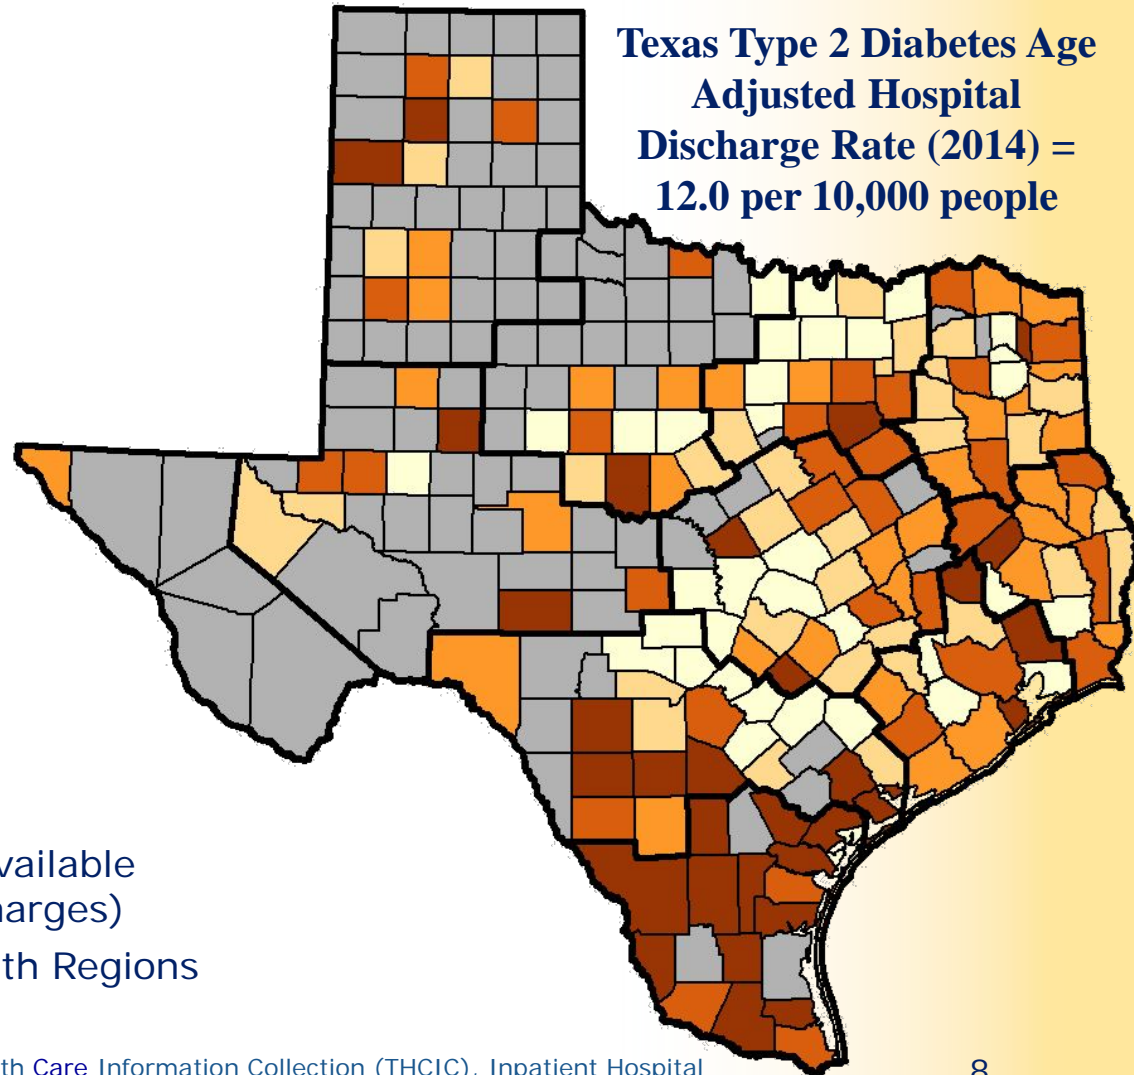 Texas Type 2 Diabetes Age
Adjusted Hospital
Discharge Rate (2014) =
12.0 per 10,000 people
vailable
narges)
th Regions
th Care Information Collection (THCIC), Inpatient Hospital
8